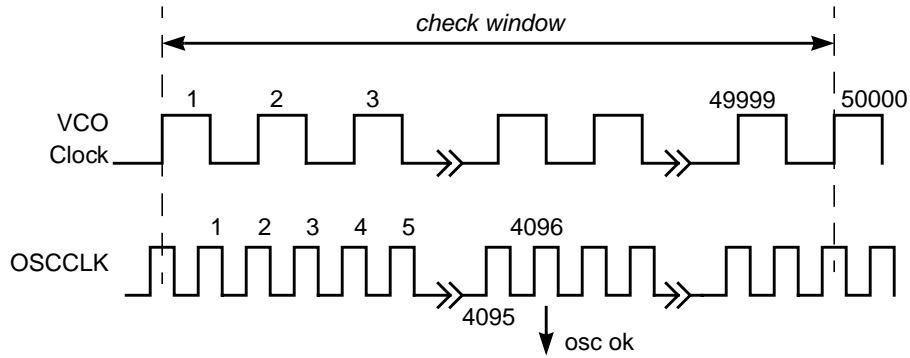 check window
1 2 3 49999 50000
VCO
Clock
1 2 3 4 5 4096
OSCCLK
4095
osc ok